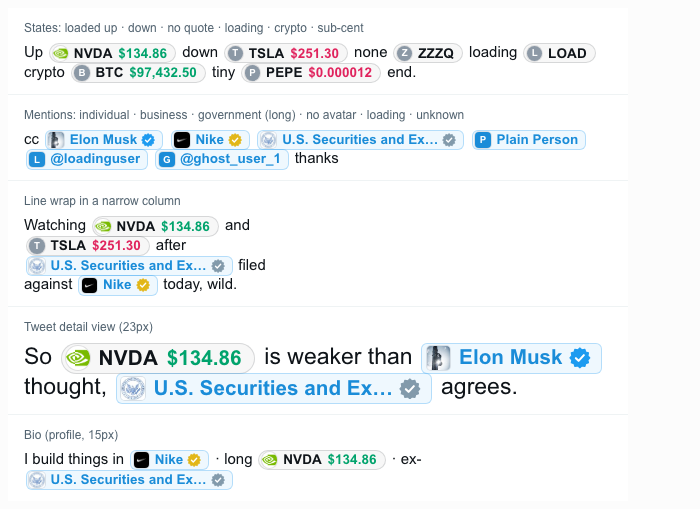 States: loaded up · down · no quote · loading · crypto · sub-cent
Up NVDA $134.86 down T TSLA $251.30 none Z ZZZQ loading L LOAD
crypto B BTC $97,432.50 tiny P PEPE $0.000012 end.
Mentions: individual · business · government (long) · no avatar · loading · unknown
cc Elon Musk Nike U.S. Securities and Ex… P Plain Person
L @loadinguser G @ghost_user_1 thanks
Line wrap in a narrow column
Watching NVDA $134.86 and
T TSLA $251.30 after
U.S. Securities and Ex… filed
against Nike today, wild.
Tweet detail view (23px)
So NVDA $134.86 is weaker than Elon Musk
thought, U.S. Securities and Ex… agrees.
Bio (profile, 15px)
I build things in Nike · long NVDA $134.86 · ex-
U.S. Securities and Ex…